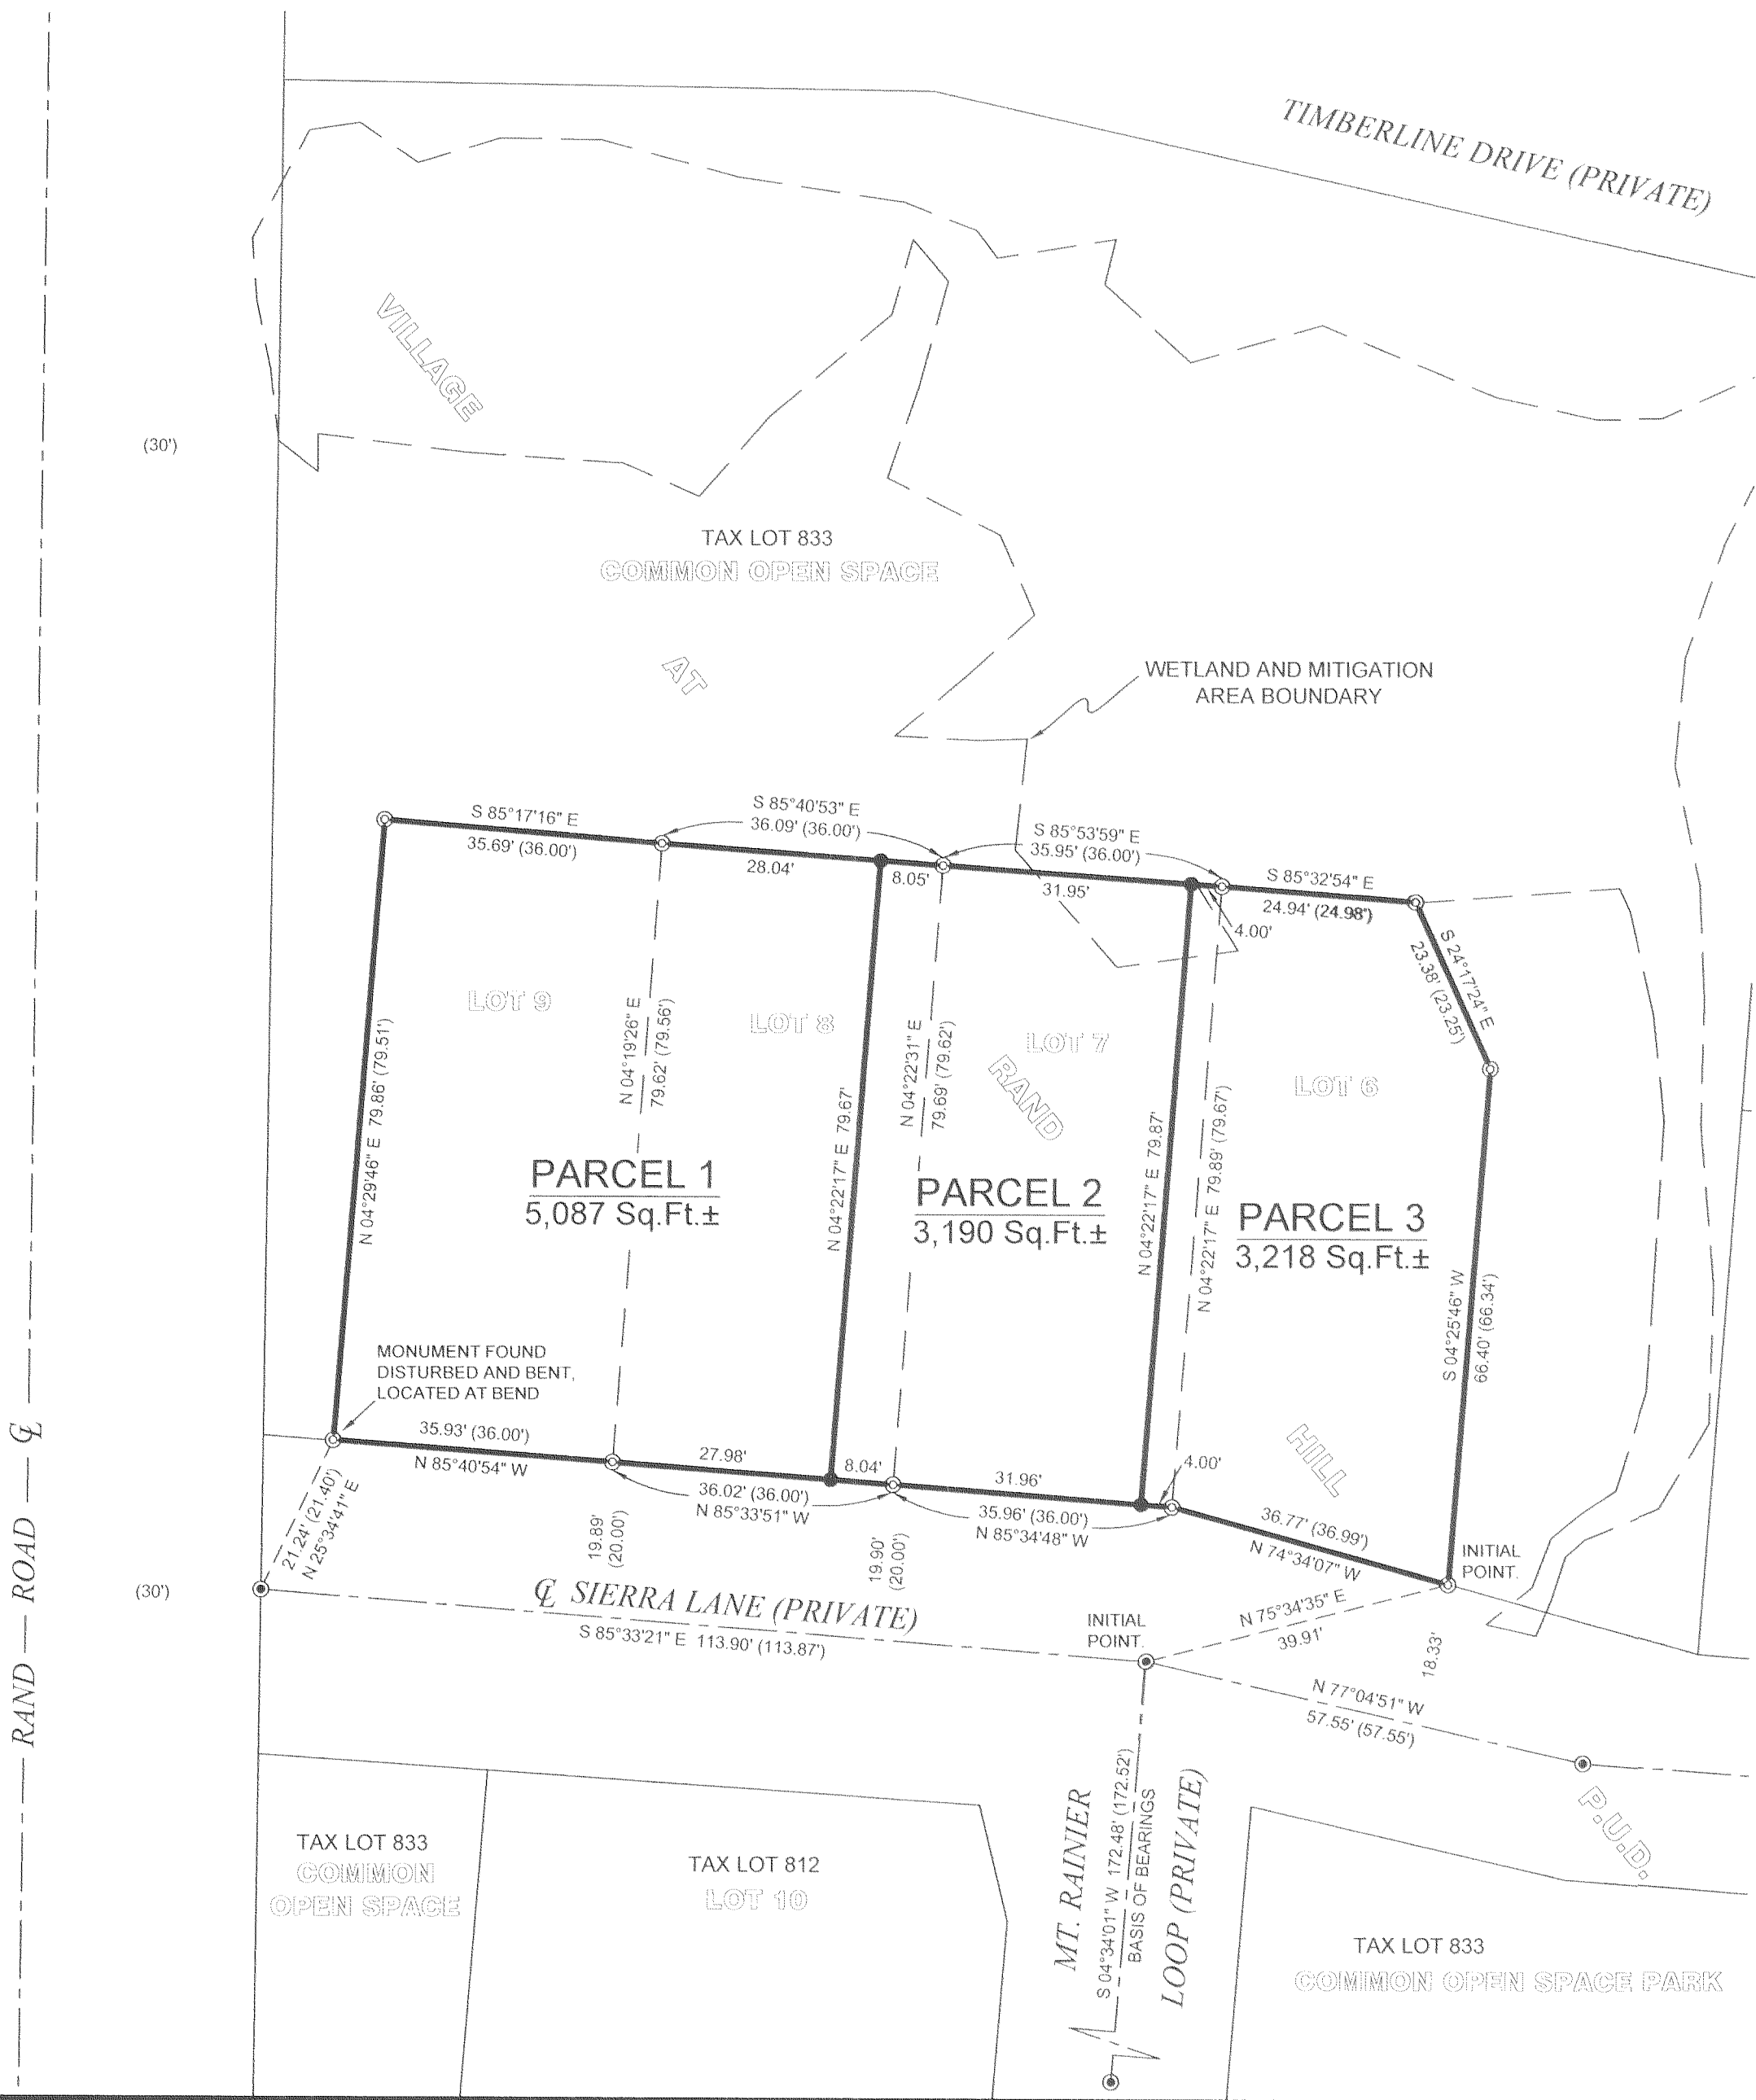 TIMBERLINE DRIVE (PRIVATE)
VILLAGE
(30')
TAX LOT 833
COMMON OPEN SPACE
AT
WETLAND AND MITIGATION
AREA BOUNDARY
S 85°17'16" E
35.69' (36.00')
S 85°40'53" E
36.09' (36.00')
28.04'
8.05'
S 85°53'59" E
35.95' (36.00')
31.95'
S 85°32'54" E
24.94' (24.98')
4.00'
S 24°17'24" E
23.38' (23.25')
LOT 9
LOT 8
LOT 7
LOT 6
RAND
N 04°29'46" E 79.86' (79.51')
N 04°19'26" E
79.62' (79.56')
N 04°22'17" E 79.67'
N 04°22'31" E
79.69' (79.62')
N 04°22'17" E 79.87'
N 04°22'17" E 79.89' (79.67')
S 04°25'46" W
66.40' (66.34')
PARCEL 1
5,087 Sq.Ft.±
PARCEL 2
3,190 Sq.Ft.±
PARCEL 3
3,218 Sq.Ft.±
MONUMENT FOUND
DISTURBED AND BENT,
LOCATED AT BEND
35.93' (36.00')
N 85°40'54" W
27.98'
36.02' (36.00')
N 85°33'51" W
8.04'
31.96'
35.96' (36.00')
N 85°34'48" W
4.00'
HILL
36.77' (36.99')
N 74°34'07" W
INITIAL
POINT.
21.24' (21.40')
N 25°34'41" E
19.89'
(20.00')
19.90'
(20.00')
(30')
RAND ROAD ℄
℄ SIERRA LANE (PRIVATE)
S 85°33'21" E 113.90' (113.87')
INITIAL
POINT.
N 75°34'35" E
39.91'
18.33'
N 77°04'51" W
57.55' (57.55')
P.U.D.
MT. RAINIER
S 04°34'01" W 172.48' (172.52')
BASIS OF BEARINGS
LOOP (PRIVATE)
TAX LOT 833
COMMON
OPEN SPACE
TAX LOT 812
LOT 10
TAX LOT 833
COMMON OPEN SPACE PARK